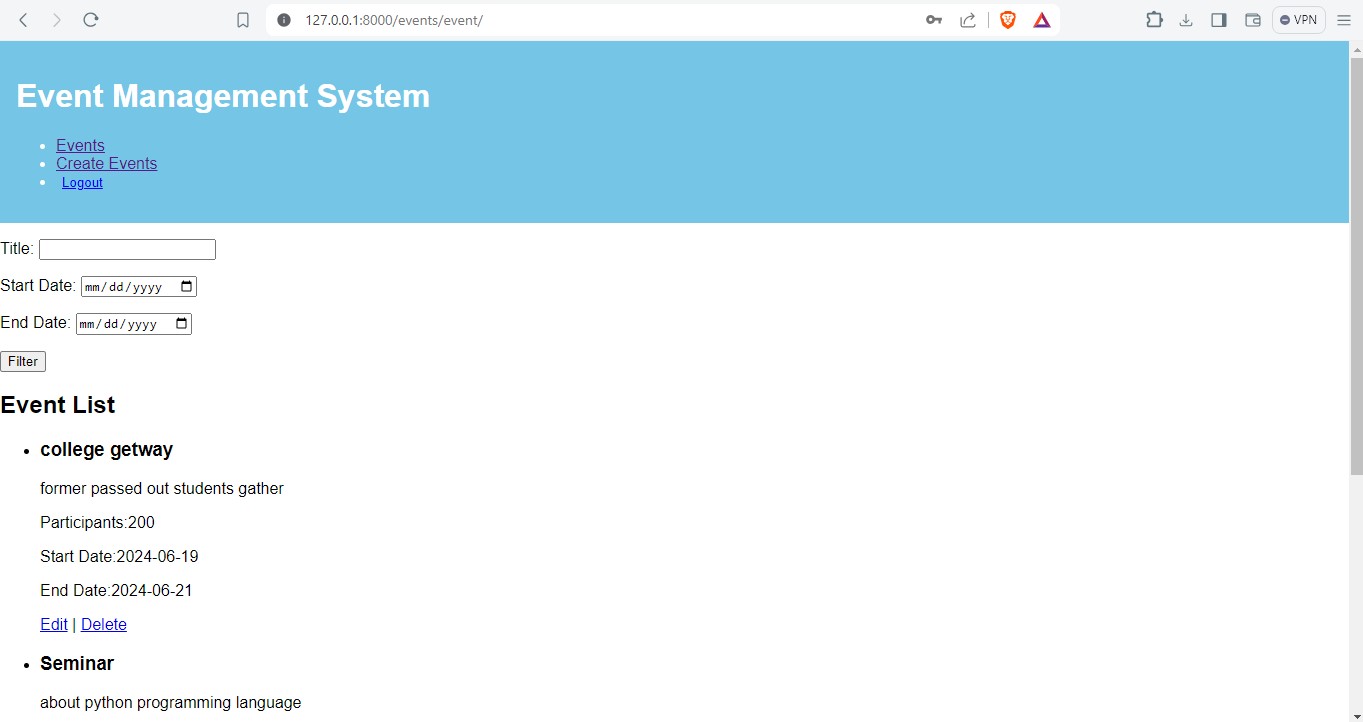 127.0.0.1:8000/events/event/
VPN
Event Management System
Events
Create Events
Logout
Title:
Start Date: mm/dd/yyyy
End Date: mm/dd/yyyy
Filter
Event List
college getway
former passed out students gather
Participants:200
Start Date:2024-06-19
End Date:2024-06-21
Edit | Delete
Seminar
about python programming language